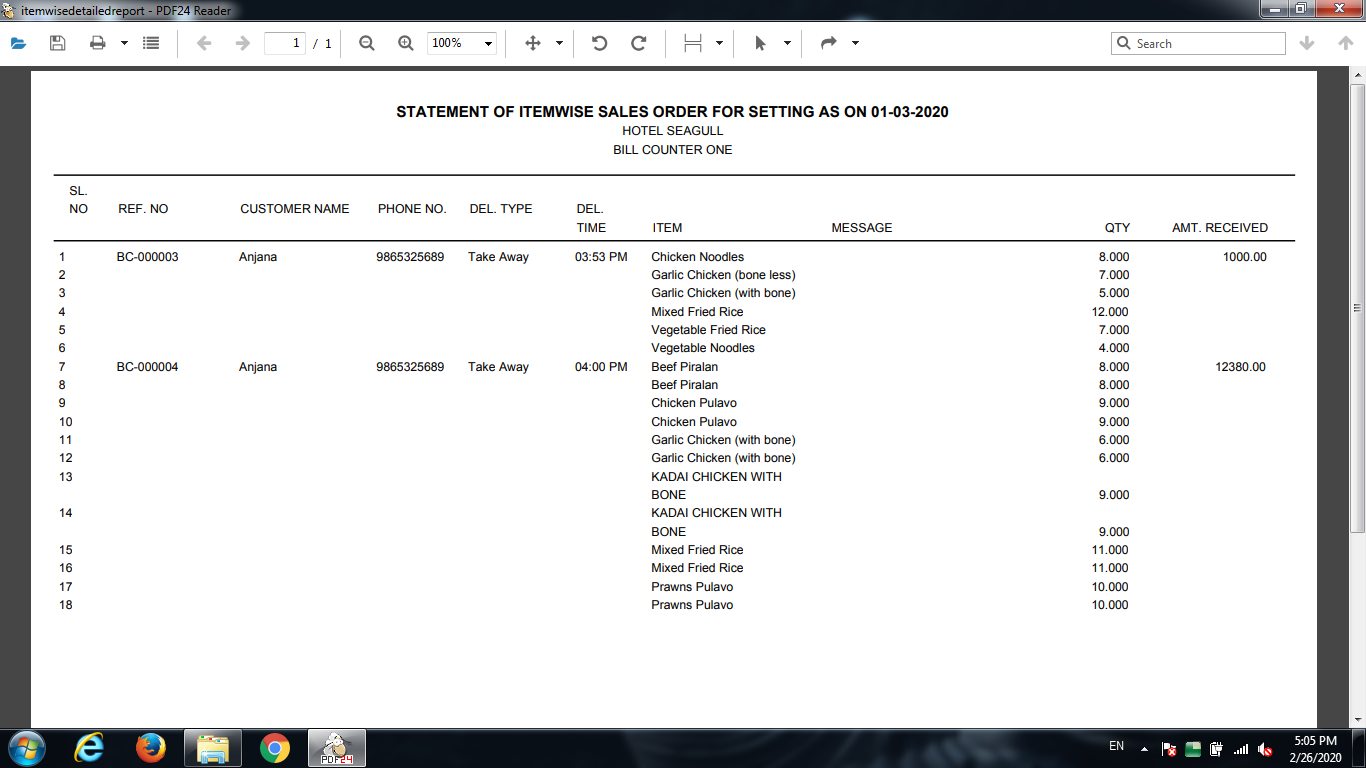 itemwisedetailedreport - PDF24 Reader
1 / 1 100% Search
STATEMENT OF ITEMWISE SALES ORDER FOR SETTING AS ON 01-03-2020
HOTEL SEAGULL
BILL COUNTER ONE
SL.
NO REF. NO CUSTOMER NAME PHONE NO. DEL. TYPE DEL.
TIME ITEM MESSAGE QTY AMT. RECEIVED
1 BC-000003 Anjana 9865325689 Take Away 03:53 PM Chicken Noodles 8.000 1000.00
2 Garlic Chicken (bone less) 7.000
3 Garlic Chicken (with bone) 5.000
4 Mixed Fried Rice 12.000
5 Vegetable Fried Rice 7.000
6 Vegetable Noodles 4.000
7 BC-000004 Anjana 9865325689 Take Away 04:00 PM Beef Piralan 8.000 12380.00
8 Beef Piralan 8.000
9 Chicken Pulavo 9.000
10 Chicken Pulavo 9.000
11 Garlic Chicken (with bone) 6.000
12 Garlic Chicken (with bone) 6.000
13 KADAI CHICKEN WITH
BONE 9.000
14 KADAI CHICKEN WITH
BONE 9.000
15 Mixed Fried Rice 11.000
16 Mixed Fried Rice 11.000
17 Prawns Pulavo 10.000
18 Prawns Pulavo 10.000
PDF24
EN
5:05 PM
2/26/2020